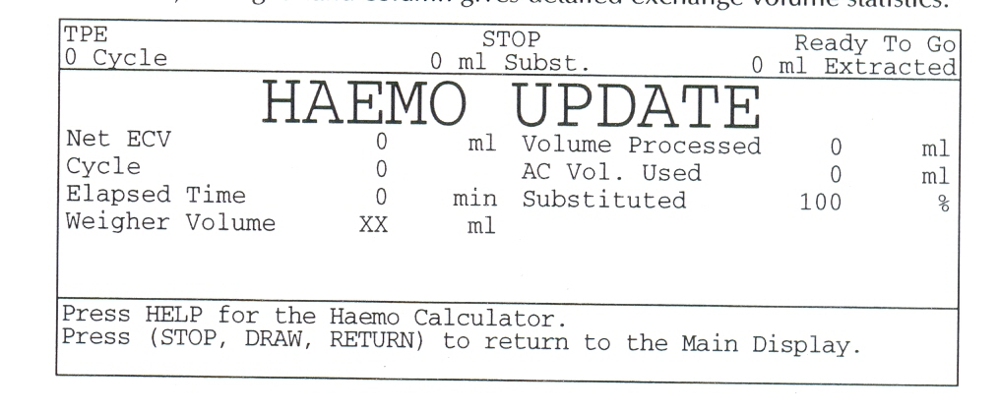 column gives detailed exchange volume statistics.
TPE STOP Ready To Go
0 Cycle 0 ml Subst. 0 ml Extracted
HAEMO UPDATE
Net ECV 0 ml Volume Processed 0 ml
Cycle 0 AC Vol. Used 0 ml
Elapsed Time 0 min Substituted 100 %
Weigher Volume XX ml
Press HELP for the Haemo Calculator.
Press (STOP, DRAW, RETURN) to return to the Main Display.